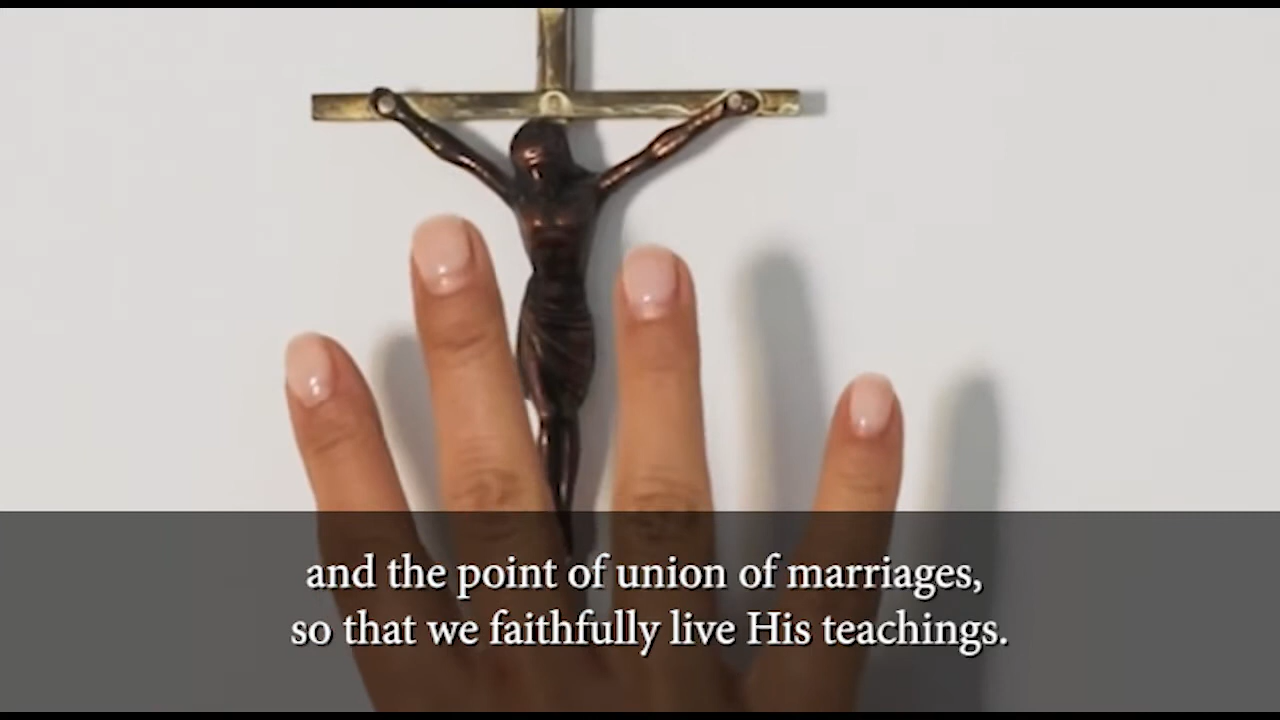 and the point of union of marriages,
so that we faithfully live His teachings.